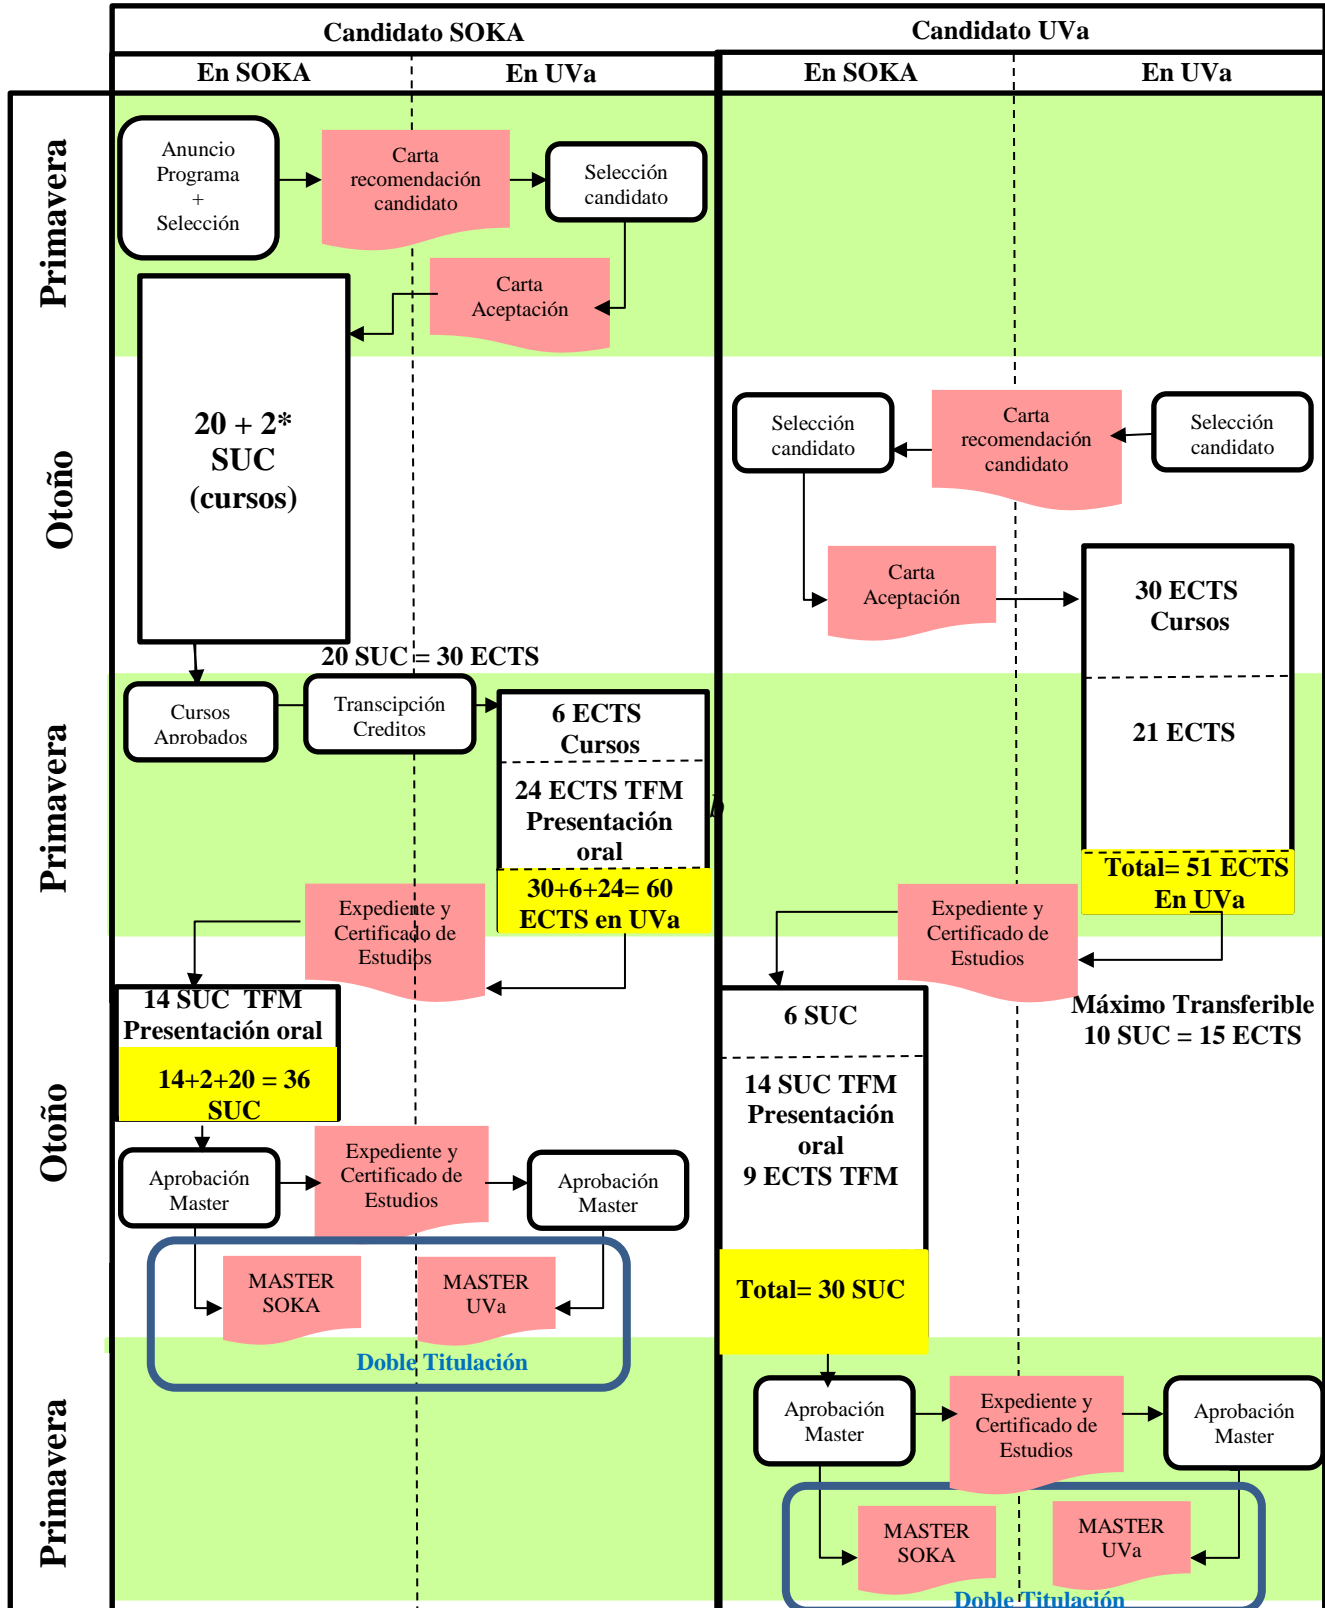 Candidato SOKA
Candidato UVa
En SOKA
En UVa
En SOKA
En UVa
Primavera
Anuncio
Programa
+
Selección
Carta
recomendación
candidato
Selección
candidato
Carta
Aceptación
Otoño
20 + 2*
SUC
(cursos)
Selección
candidato
Carta
recomendación
candidato
Selección
candidato
Carta
Aceptación
30 ECTS
Cursos
21 ECTS
Total= 51 ECTS
En UVa
Primavera
20 SUC = 30 ECTS
Cursos
Aprobados
Transcipción
Creditos
6 ECTS
Cursos
24 ECTS TFM
Presentación
oral
30+6+24= 60
ECTS en UVa
Expediente y
Certificado de
Estudios
Expediente y
Certificado de
Estudios
Máximo Transferible
10 SUC = 15 ECTS
Otoño
14 SUC TFM
Presentación oral
14+2+20 = 36
SUC
6 SUC
14 SUC TFM
Presentación
oral
9 ECTS TFM
Total= 30 SUC
Aprobación
Master
Expediente y
Certificado de
Estudios
Aprobación
Master
MASTER
SOKA
MASTER
UVa
Doble Titulación
Primavera
Aprobación
Master
Expediente y
Certificado de
Estudios
Aprobación
Master
MASTER
SOKA
MASTER
UVa
Doble Titulación